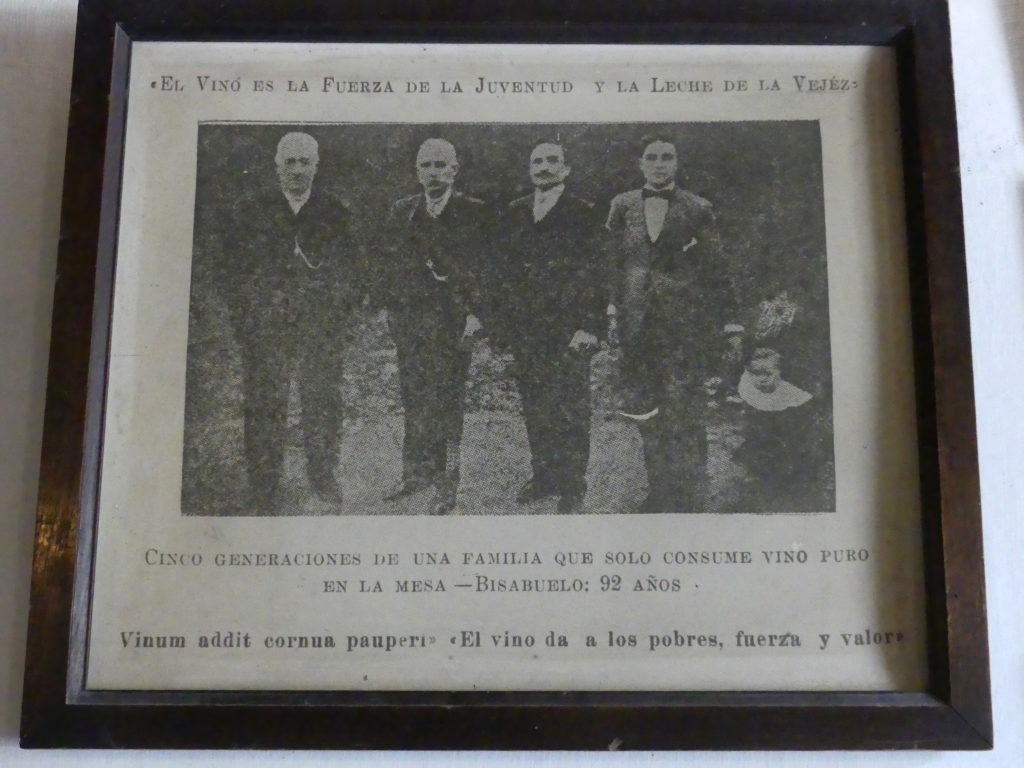 «El Vinó es la Fuerza de la Juventud y la Leche de la Vejéz»
Cinco generaciones de una familia que solo consume vino puro
en la mesa —Bisabuelo: 92 años .
Vinum addit cornua pauperi» «El vino da a los pobres, fuerza y valor»